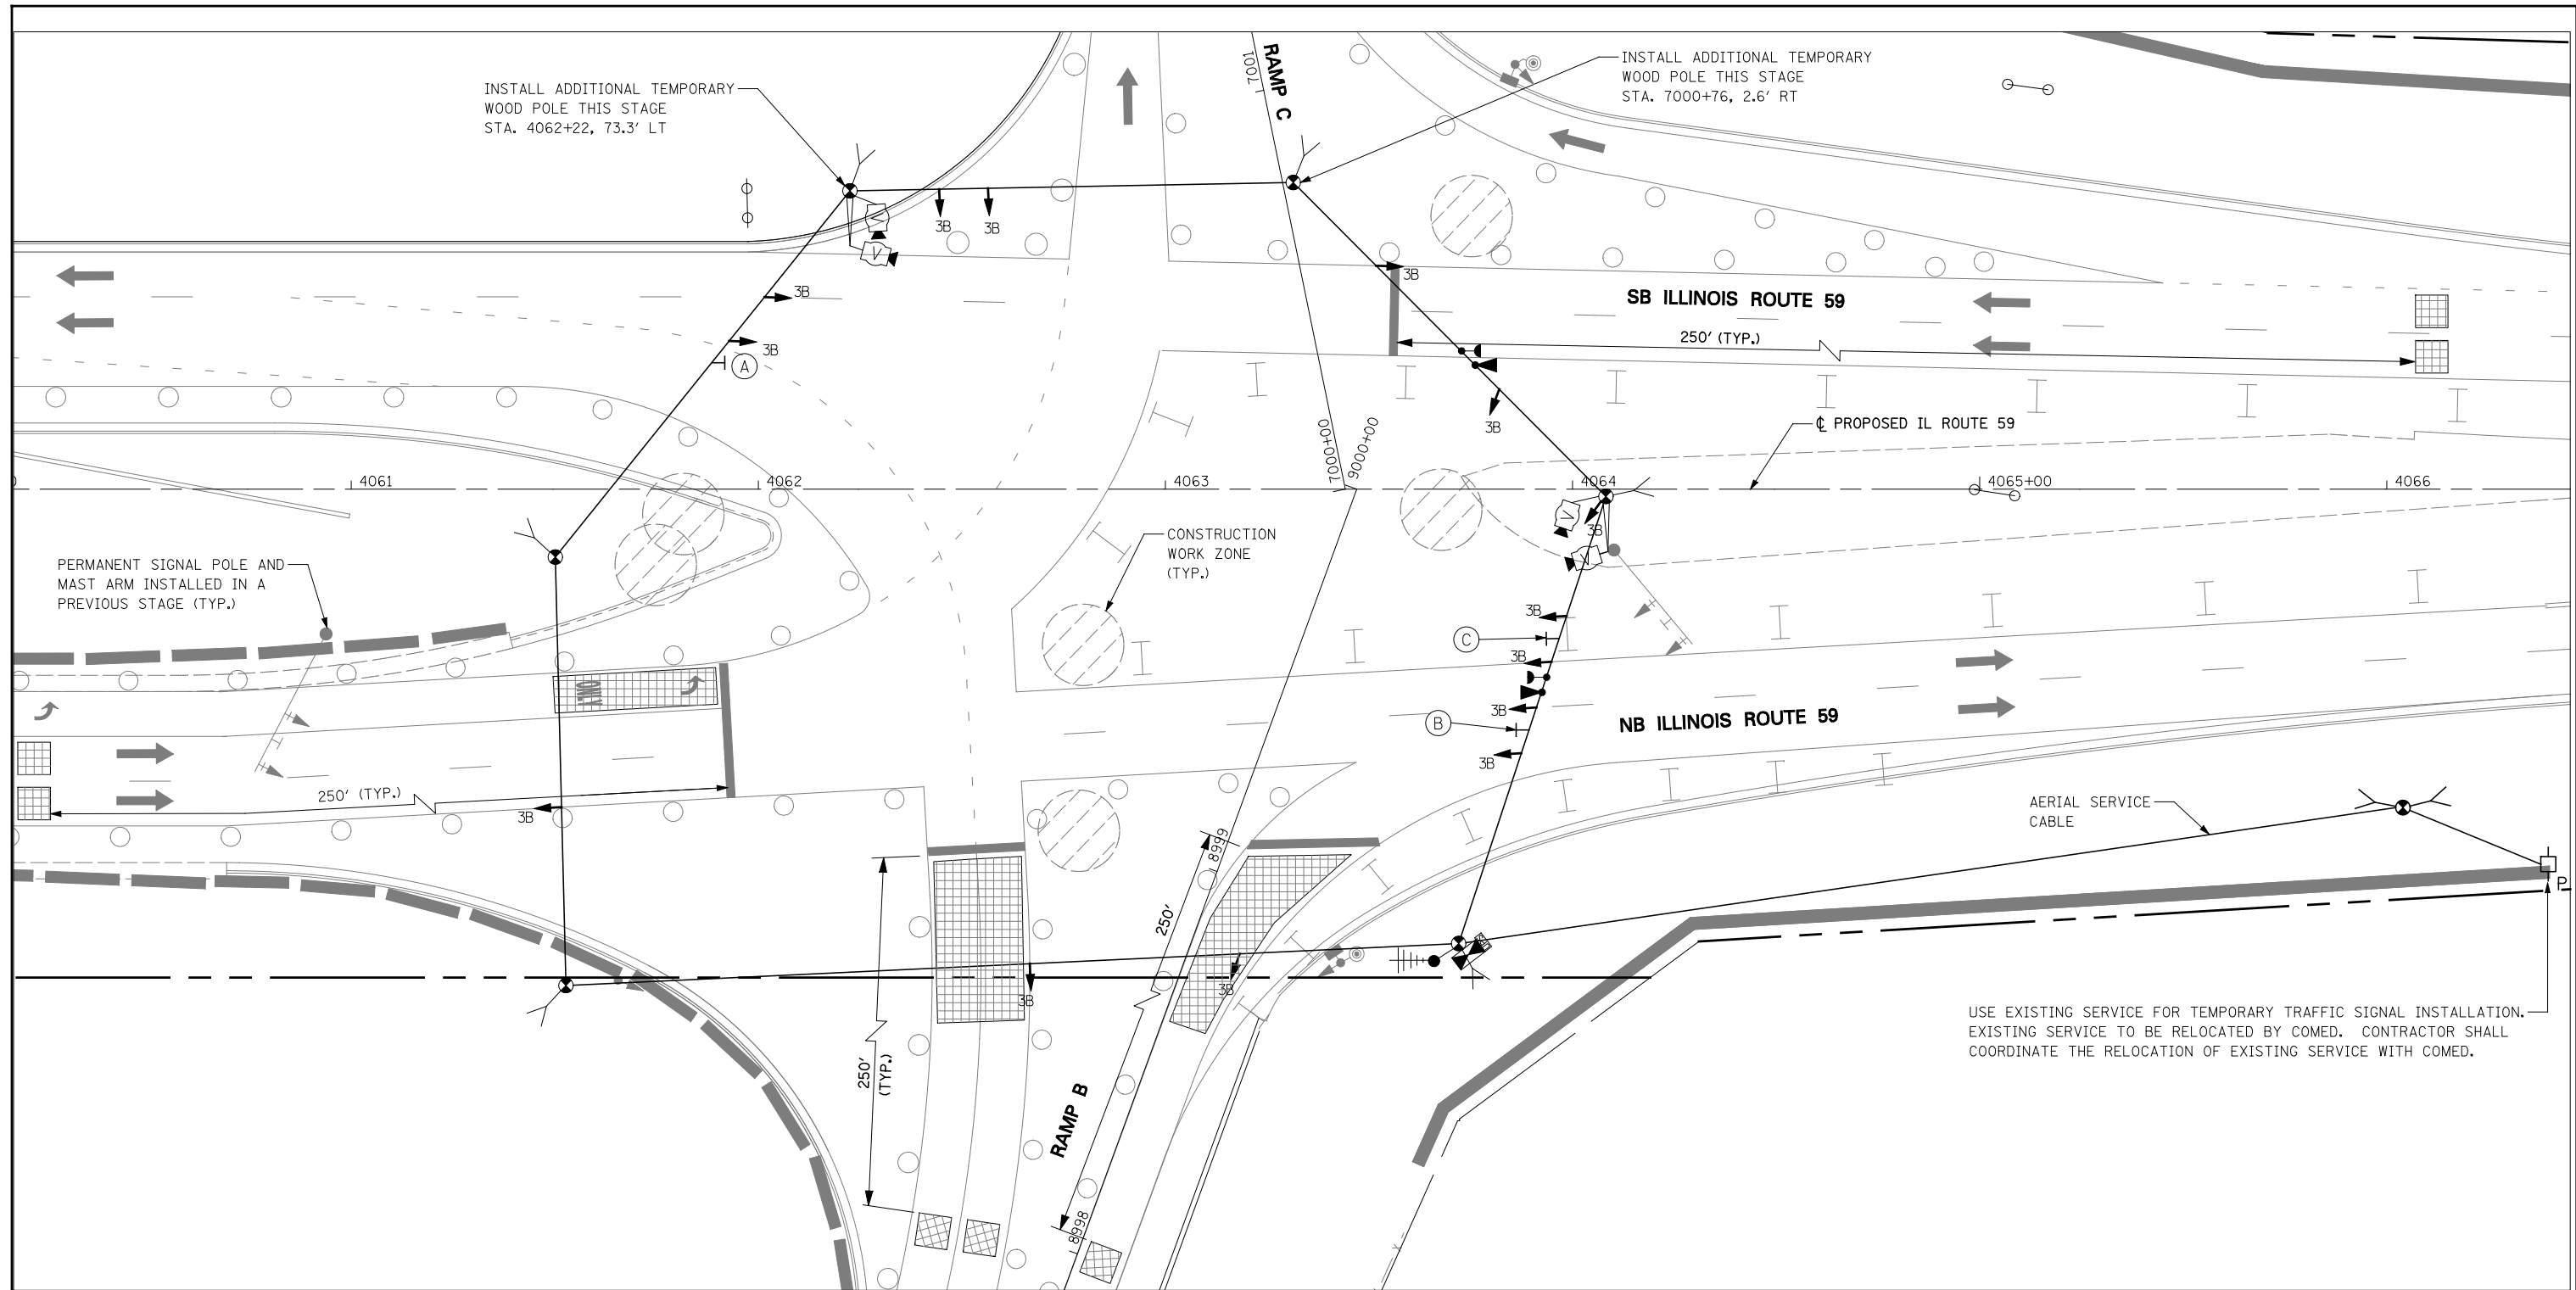 INSTALL ADDITIONAL TEMPORARY
WOOD POLE THIS STAGE
STA. 4062+22, 73.3' LT
RAMP C
7001
INSTALL ADDITIONAL TEMPORARY
WOOD POLE THIS STAGE
STA. 7000+76, 2.6' RT
3B
3B
V
V
3B
3B
3B
A
SB ILLINOIS ROUTE 59
250' (TYP.)
3B
7000+00
9000+00
℄ PROPOSED IL ROUTE 59
4061
4062
4063
4064
4065+00
4066
V
3B
V
CONSTRUCTION
WORK ZONE
(TYP.)
PERMANENT SIGNAL POLE AND
MAST ARM INSTALLED IN A
PREVIOUS STAGE (TYP.)
3B
C
3B
3B
B
3B
NB ILLINOIS ROUTE 59
250' (TYP.)
3B
AERIAL SERVICE
CABLE
8999
250'
P
3B
3B
USE EXISTING SERVICE FOR TEMPORARY TRAFFIC SIGNAL INSTALLATION.
EXISTING SERVICE TO BE RELOCATED BY COMED. CONTRACTOR SHALL
COORDINATE THE RELOCATION OF EXISTING SERVICE WITH COMED.
250'
(TYP.)
RAMP B
8998